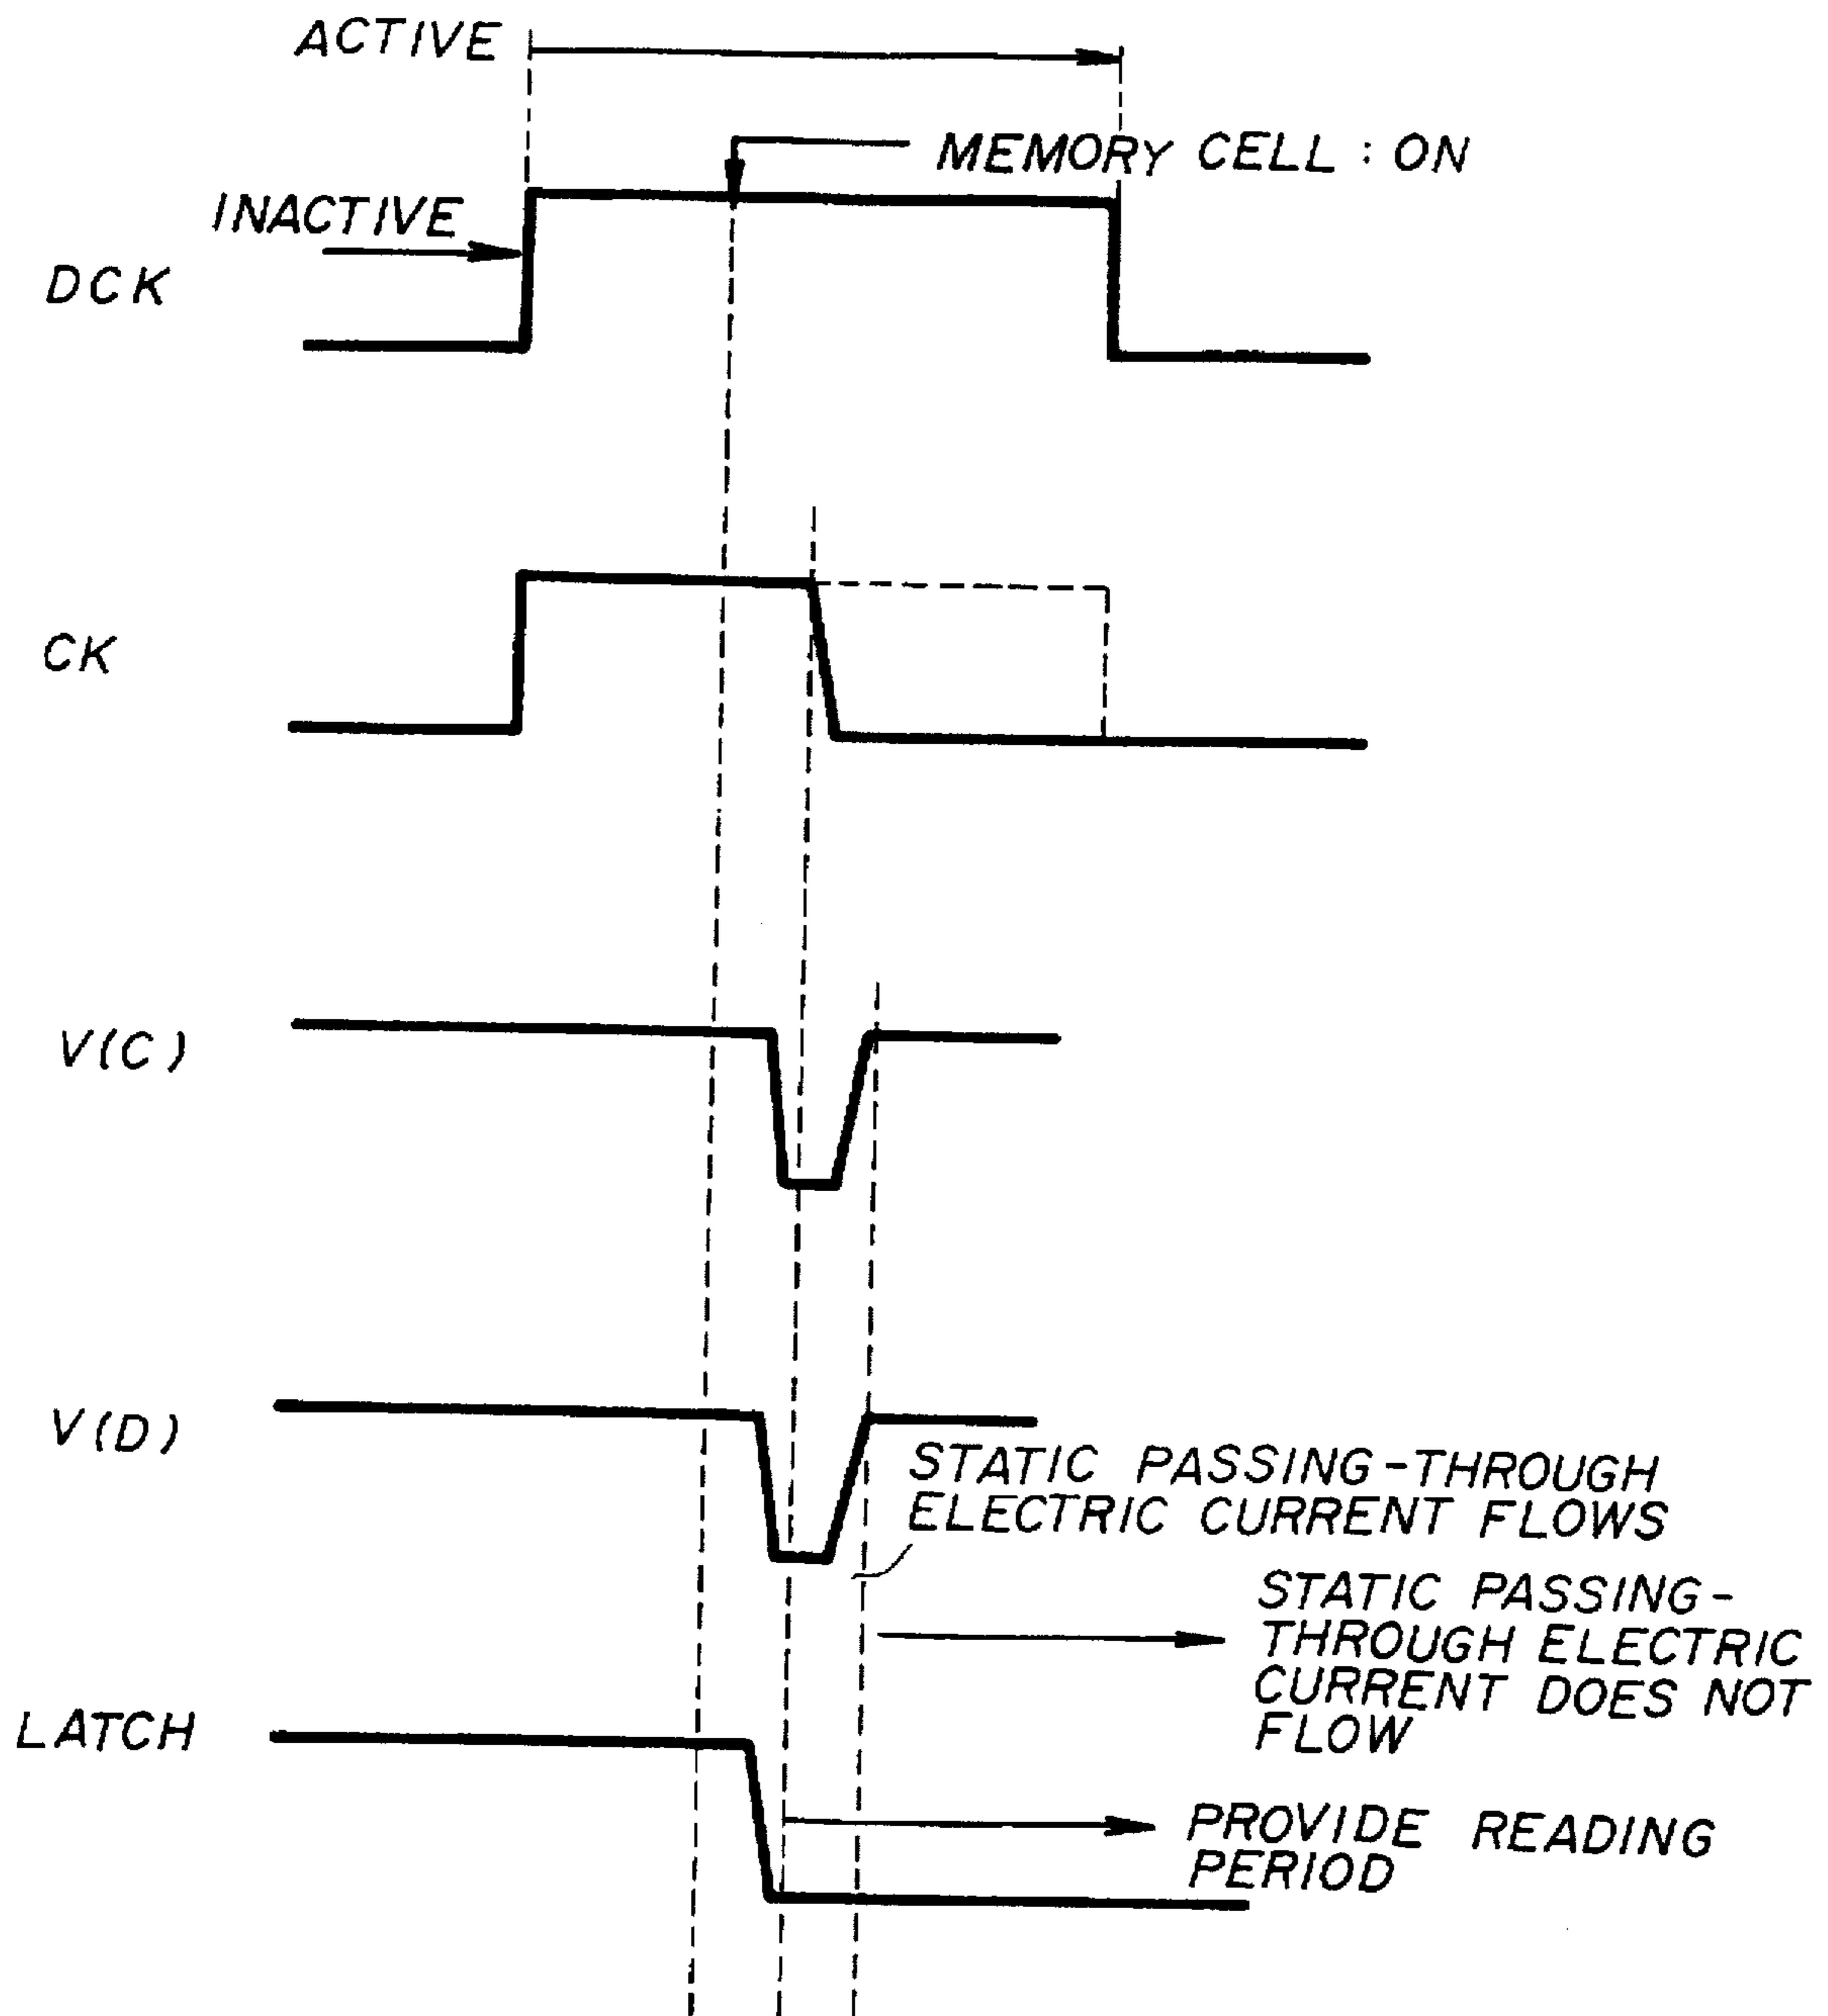 ACTIVE
MEMORY CELL : ON
INACTIVE
DCK
CK
V(C)
V(D)
STATIC PASSING-THROUGH
ELECTRIC CURRENT FLOWS
STATIC PASSING-
THROUGH ELECTRIC
CURRENT DOES NOT
FLOW
LATCH
PROVIDE READING
PERIOD